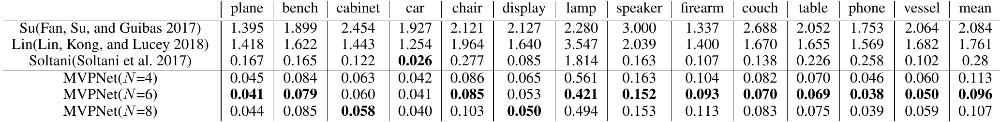 plane bench cabinet car chair display lamp speaker firearm couch table phone vessel mean
Su(Fan, Su, and Guibas 2017) 1.395 1.899 2.454 1.927 2.121 2.127 2.280 3.000 1.337 2.688 2.052 1.753 2.064 2.084
Lin(Lin, Kong, and Lucey 2018) 1.418 1.622 1.443 1.254 1.964 1.640 3.547 2.039 1.400 1.670 1.655 1.569 1.682 1.761
Soltani(Soltani et al. 2017) 0.167 0.165 0.122 0.026 0.277 0.085 1.814 0.163 0.107 0.138 0.226 0.258 0.102 0.28
MVPNet(N=4) 0.045 0.084 0.063 0.042 0.086 0.065 0.561 0.163 0.104 0.082 0.070 0.046 0.060 0.113
MVPNet(N=6) 0.041 0.079 0.060 0.041 0.085 0.053 0.421 0.152 0.093 0.070 0.069 0.038 0.050 0.096
MVPNet(N=8) 0.044 0.085 0.058 0.040 0.103 0.050 0.494 0.153 0.113 0.083 0.075 0.039 0.059 0.107